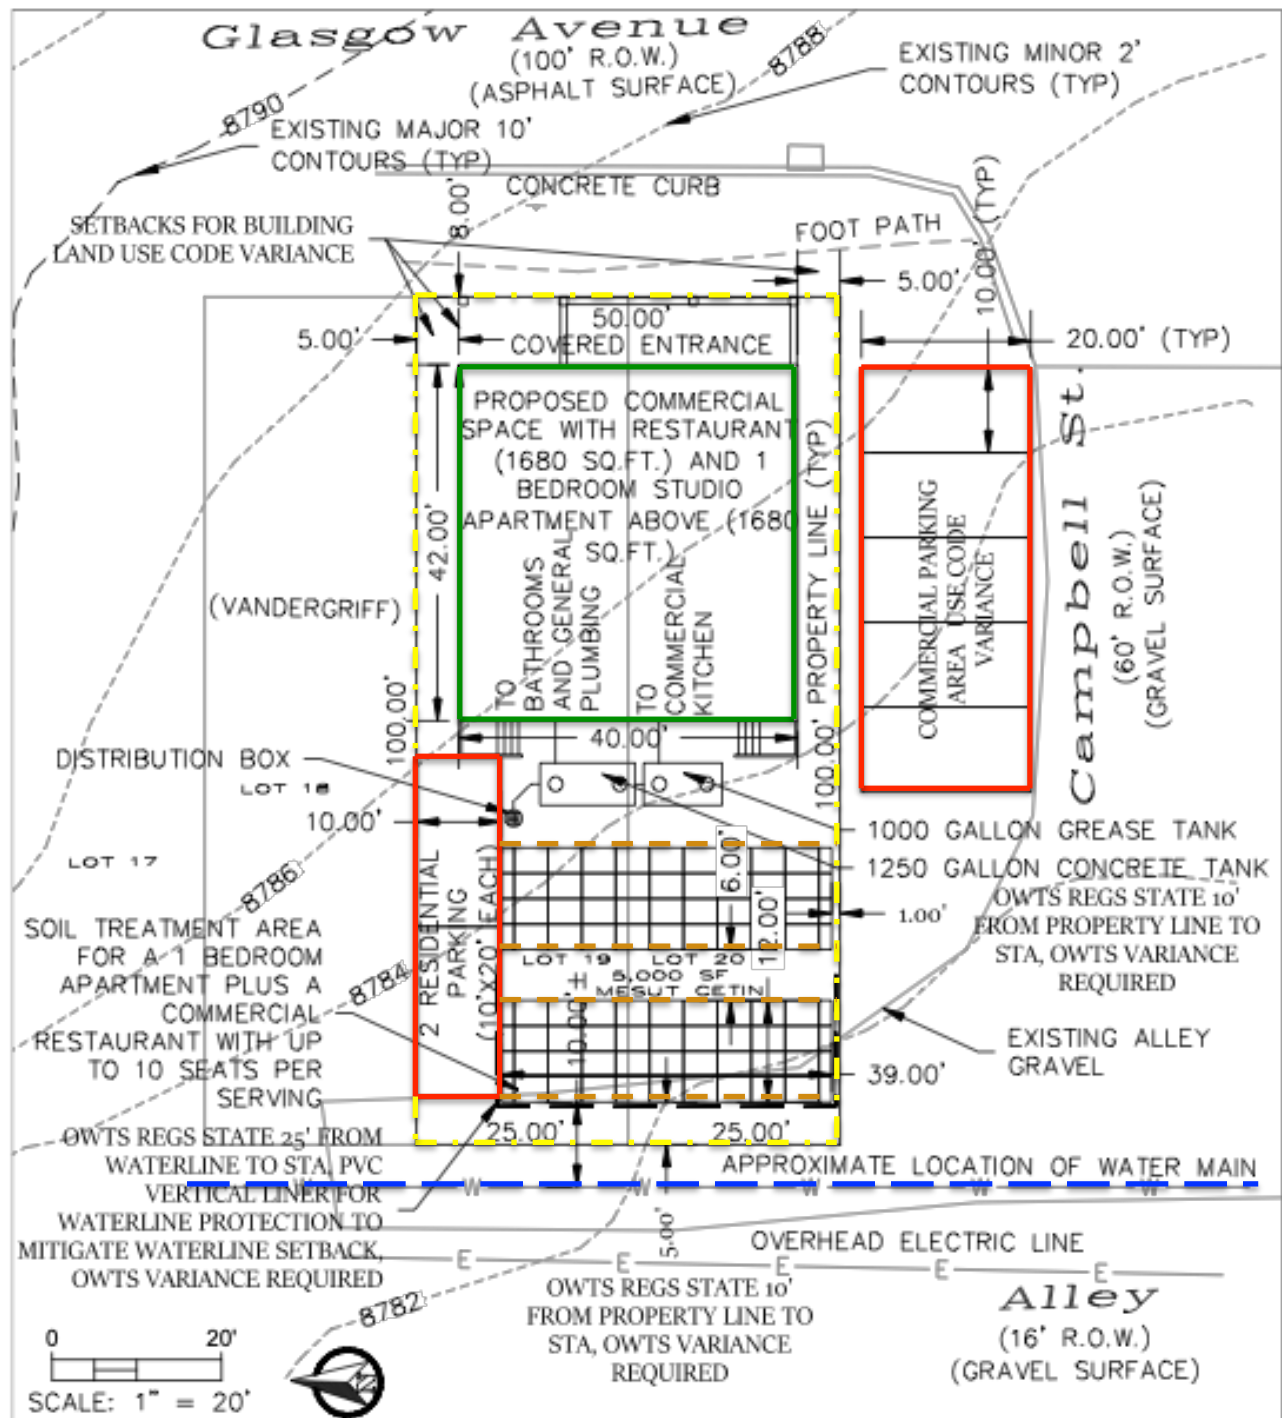 Glasgow Avenue
(100' R.O.W.)
(ASPHALT SURFACE)
8788
EXISTING MINOR 2'
CONTOURS (TYP)
8790
EXISTING MAJOR 10'
CONTOURS (TYP)
CONCRETE CURB
SETBACKS FOR BUILDING
LAND USE CODE VARIANCE
8.00'
FOOT PATH
10.00' (TYP)
5.00'
5.00'
50.00'
COVERED ENTRANCE
20.00' (TYP)
PROPOSED COMMERCIAL
SPACE WITH RESTAURANT
(1680 SQ.FT.) AND 1
BEDROOM STUDIO
APARTMENT ABOVE (1680
SQ.FT.)
42.00'
TO
BATHROOMS
AND GENERAL
PLUMBING
TO
COMMERCIAL
KITCHEN
100.00' PROPERTY LINE (TYP)
COMMERCIAL PARKING
AREA USE CODE
VARIANCE
Campbell St.
(60' R.O.W.)
(GRAVEL SURFACE)
(VANDERGRIFF)
100.00'
40.00'
DISTRIBUTION BOX
LOT 18
10.00'
LOT 17
1000 GALLON GREASE TANK
1250 GALLON CONCRETE TANK
8786
6.00'
12.00'
1.00'
OWTS REGS STATE 10'
FROM PROPERTY LINE TO
STA, OWTS VARIANCE
REQUIRED
2 RESIDENTIAL
PARKING
(10'X20' EACH)
SOIL TREATMENT AREA
FOR A 1 BEDROOM
APARTMENT PLUS A
COMMERCIAL
RESTAURANT WITH UP
TO 10 SEATS PER
SERVING
8784
LOT 19 LOT 20
5,000 SF
MESUT CETIN
10.00'±
EXISTING ALLEY
GRAVEL
39.00'
25.00' 25.00'
OWTS REGS STATE 25' FROM
WATERLINE TO STA, PVC
VERTICAL LINER FOR
WATERLINE PROTECTION TO
MITIGATE WATERLINE SETBACK,
OWTS VARIANCE REQUIRED
APPROXIMATE LOCATION OF WATER MAIN
W W W W W W
5.00'
OVERHEAD ELECTRIC LINE
E E E E E
OWTS REGS STATE 10'
FROM PROPERTY LINE TO
STA, OWTS VARIANCE
REQUIRED
8782
Alley
(16' R.O.W.)
(GRAVEL SURFACE)
0 20'
SCALE: 1" = 20'
N